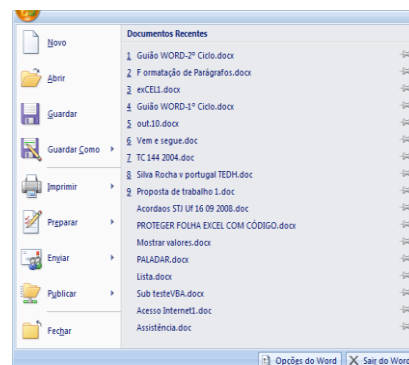 Novo
Abrir
Guardar
Guardar Como
Imprimir
Preparar
Enviar
Publicar
Fechar
Documentos Recentes
1 Guião WORD-2º Ciclo.docx
2 F ormatação de Parágrafos.docx
3 exCEL1.docx
4 Guião WORD-1º Ciclo.docx
5 out.10.docx
6 Vem e segue.doc
7 TC 144 2004.doc
8 Silva Rocha v portugal TEDH.doc
9 Proposta de trabalho 1.doc
Acordaos STJ Uf 16 09 2008.doc
PROTEGER FOLHA EXCEL COM CÓDIGO.docx
Mostrar valores.docx
PALADAR.docx
Lista.docx
Sub testeVBA.docx
Acesso Internet1.doc
Assistência.doc
Opções do Word
Sair do Word